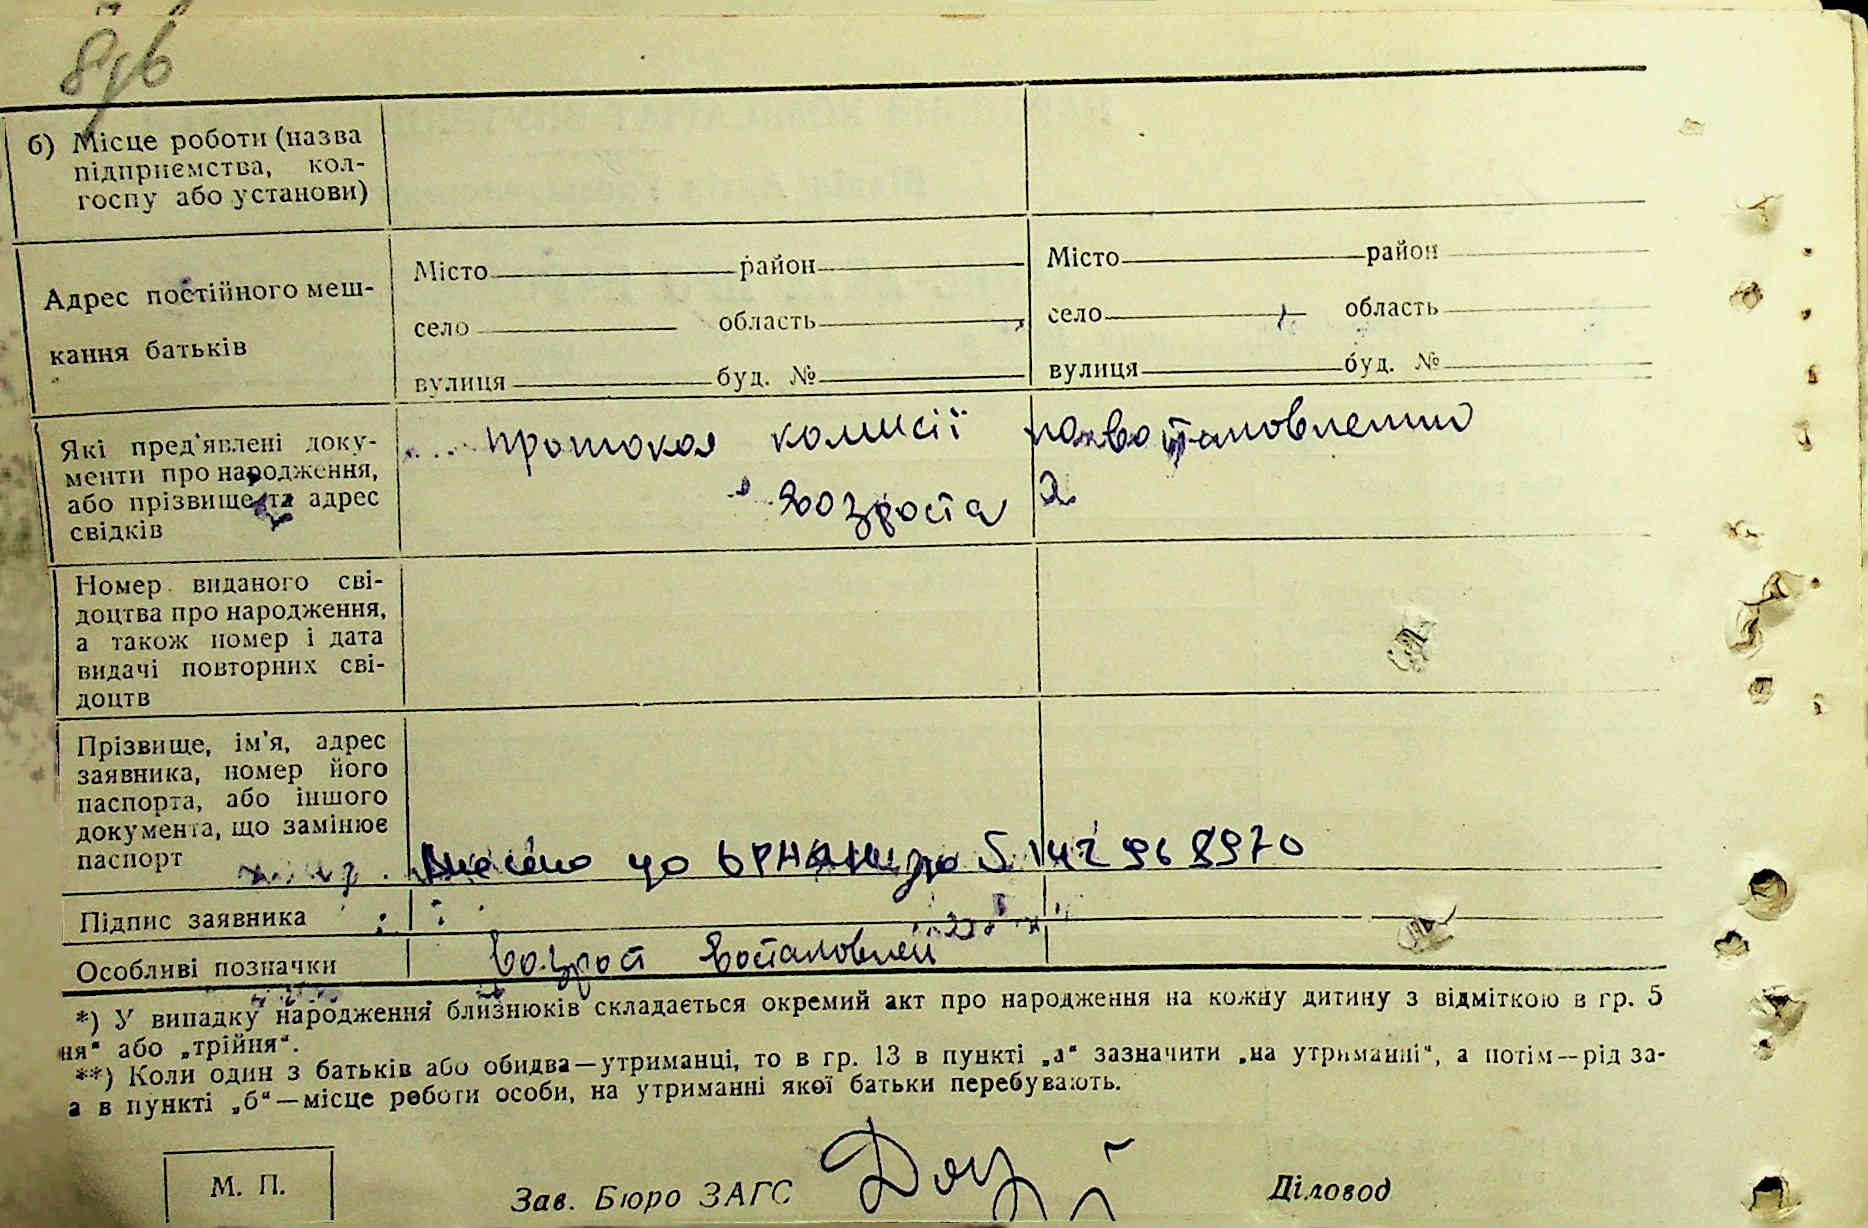 б) Місце роботи (назва
підприємства, кол-
госпу або установи)
Адрес постійного меш-
кання батьків
Місто район
село область
вулиця буд. №
Місто район
село область
вулиця буд. №
Які пред'явлені доку-
менти про народження,
або прізвище та адрес
свідків
протокол комисії по востановлению
возроста
Номер виданого сві-
доцтва про народження,
а також номер і дата
видачі повторних сві-
доцтв
Прізвище, ім'я, адрес
заявника, номер його
паспорта, або іншого
документа, що замінює
паспорт
Внесено до
Підпис заявника
Особливі позначки
возрост востановлен
*) У випадку народження близнюків складається окремий акт про народження на кожну дитину з відміткою в гр. 5
ня" або „трійня".
**) Коли один з батьків або обидва—утриманці, то в гр. 13 в пункті „а" зазначити „на утриманні", а потім—рід за-
а в пункті „б"—місце роботи особи, на утриманні якої батьки перебувають.
М. П.
Зав. Бюро ЗАГС
Діловод